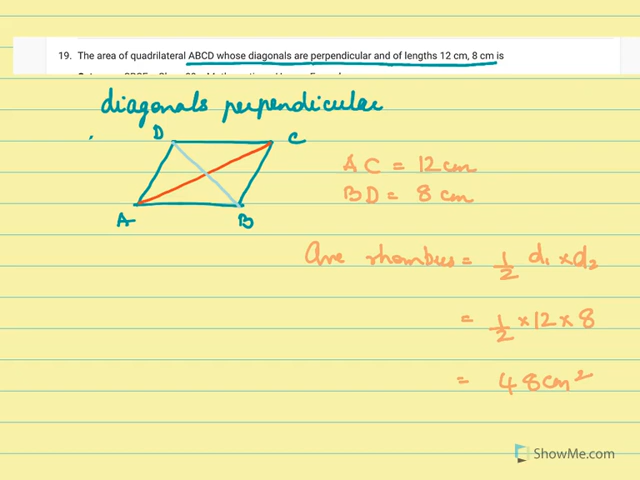 19. The area of quadrilateral ABCD whose diagonals are perpendicular and of lengths 12 cm, 8 cm is
diagonals perpendicular
D
C
A
B
AC = 12 cm
BD = 8 cm
Are rhombus = 1/2 d₁ × d₂
= 1/2 × 12 × 8
= 48 cm²
ShowMe.com